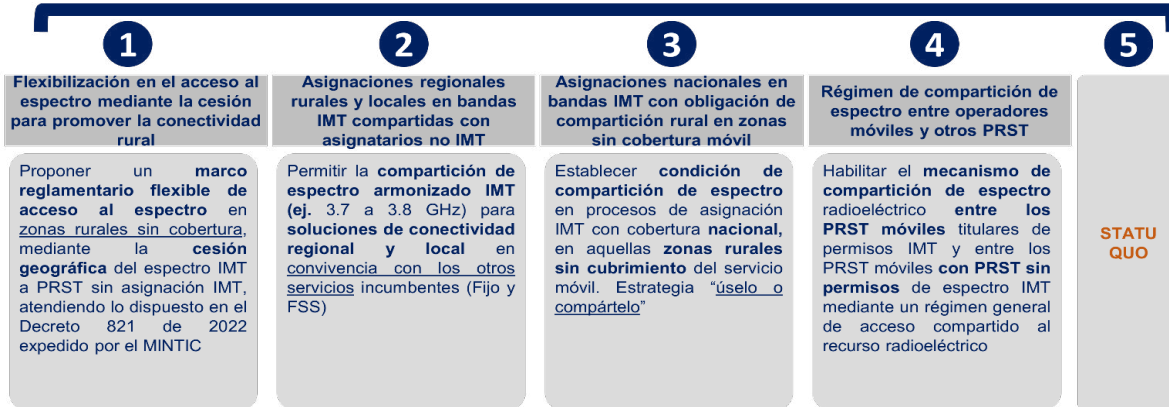 1
Flexibilización en el acceso al
espectro mediante la cesión
para promover la conectividad
rural
Proponer un marco
reglamentario flexible de
acceso al espectro en
zonas rurales sin cobertura,
mediante la cesión
geográfica del espectro IMT
a PRST sin asignación IMT,
atendiendo lo dispuesto en el
Decreto 821 de 2022
expedido por el MINTIC
2
Asignaciones regionales
rurales y locales en bandas
IMT compartidas con
asignatarios no IMT
Permitir la compartición de
espectro armonizado IMT
(ej. 3.7 a 3.8 GHz) para
soluciones de conectividad
regional y local en
convivencia con los otros
servicios incumbentes (Fijo y
FSS)
3
Asignaciones nacionales en
bandas IMT con obligación de
compartición rural en zonas
sin cobertura móvil
Establecer condición de
compartición de espectro
en procesos de asignación
IMT con cobertura nacional,
en aquellas zonas rurales
sin cubrimiento del servicio
móvil. Estrategia “úselo o
compártelo”
4
Régimen de compartición de
espectro entre operadores
móviles y otros PRST
Habilitar el mecanismo de
compartición de espectro
radioeléctrico entre los
PRST móviles titulares de
permisos IMT y entre los
PRST móviles con PRST sin
permisos de espectro IMT
mediante un régimen general
de acceso compartido al
recurso radioeléctrico
5
STATU
QUO